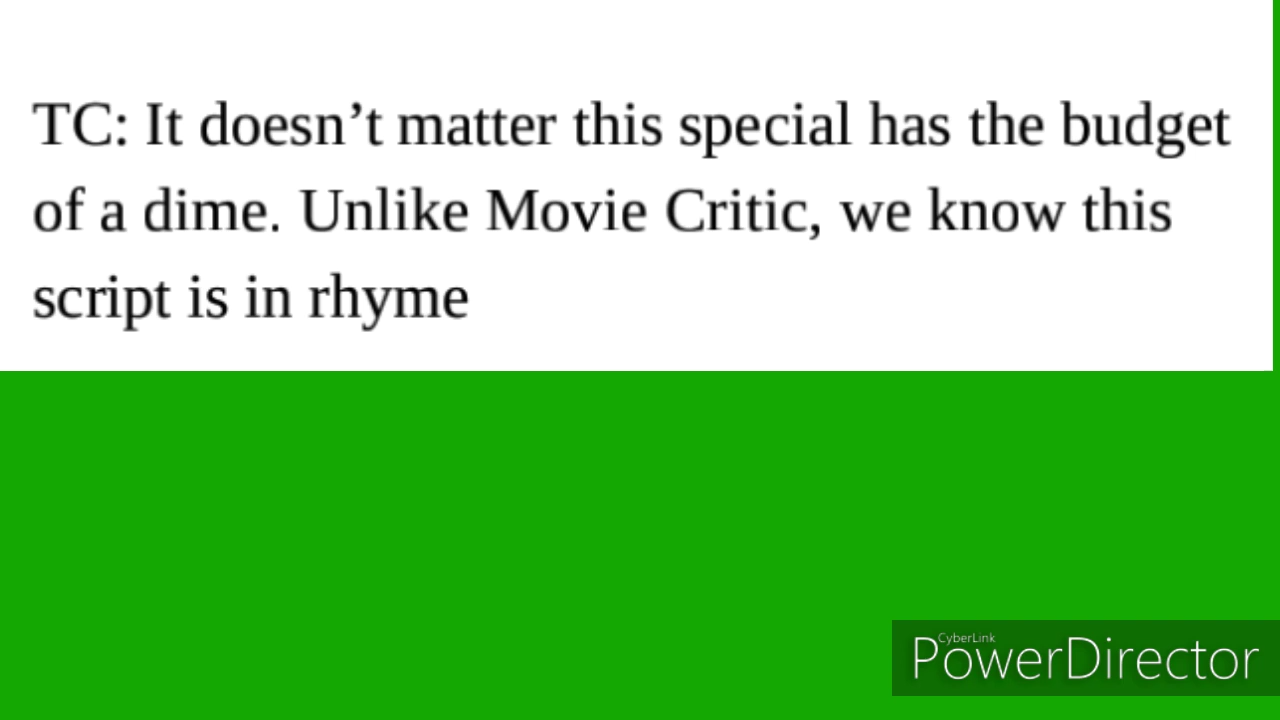 TC: It doesn’t matter this special has the budget
of a dime. Unlike Movie Critic, we know this
script is in rhyme
CyberLink
PowerDirector